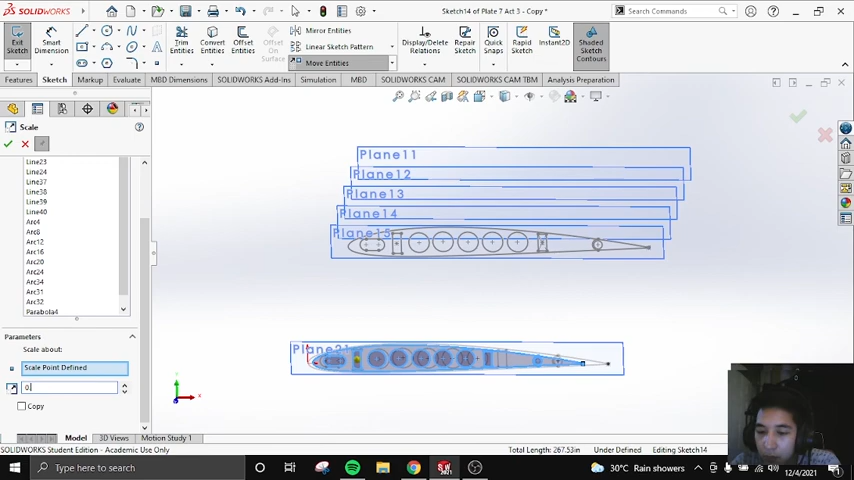 SOLIDWORKS
Sketch14 of Plate 7 Act 3 - Copy *
Search Commands
Exit Sketch
Smart Dimension
Trim Entities
Convert Entities
Offset Entities
Offset On Surface
Mirror Entities
Linear Sketch Pattern
Move Entities
Display/Delete Relations
Repair Sketch
Quick Snaps
Rapid Sketch
Instant2D
Shaded Sketch Contours
Features
Sketch
Markup
Evaluate
MBD Dimensions
SOLIDWORKS Add-Ins
Simulation
MBD
SOLIDWORKS CAM
SOLIDWORKS CAM TBM
Analysis Preparation
Scale
Line23
Line24
Line37
Line38
Line39
Line40
Arc4
Arc8
Arc12
Arc16
Arc20
Arc24
Arc28
Arc31
Arc32
Parabola4
Parameters
Scale about:
Scale Point Defined
0.
Copy
Plane11
Plane12
Plane13
Plane14
Plane15
Model
3D Views
Motion Study 1
SOLIDWORKS Student Edition - Academic Use Only
Total Length: 267.53in
Under Defined
Editing Sketch14
Type here to search
30°C Rain showers
12/4/2021